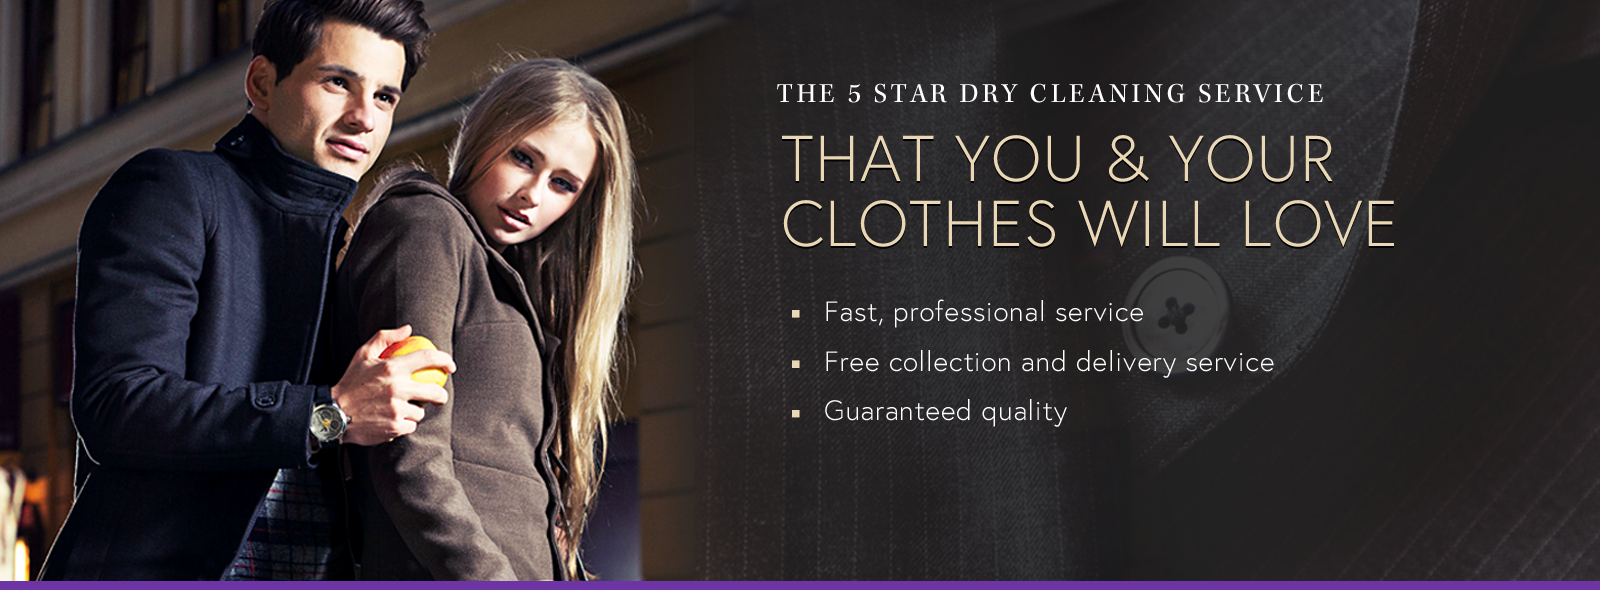 THE 5 STAR DRY CLEANING SERVICE
THAT YOU & YOUR
CLOTHES WILL LOVE
Fast, professional service
Free collection and delivery service
Guaranteed quality